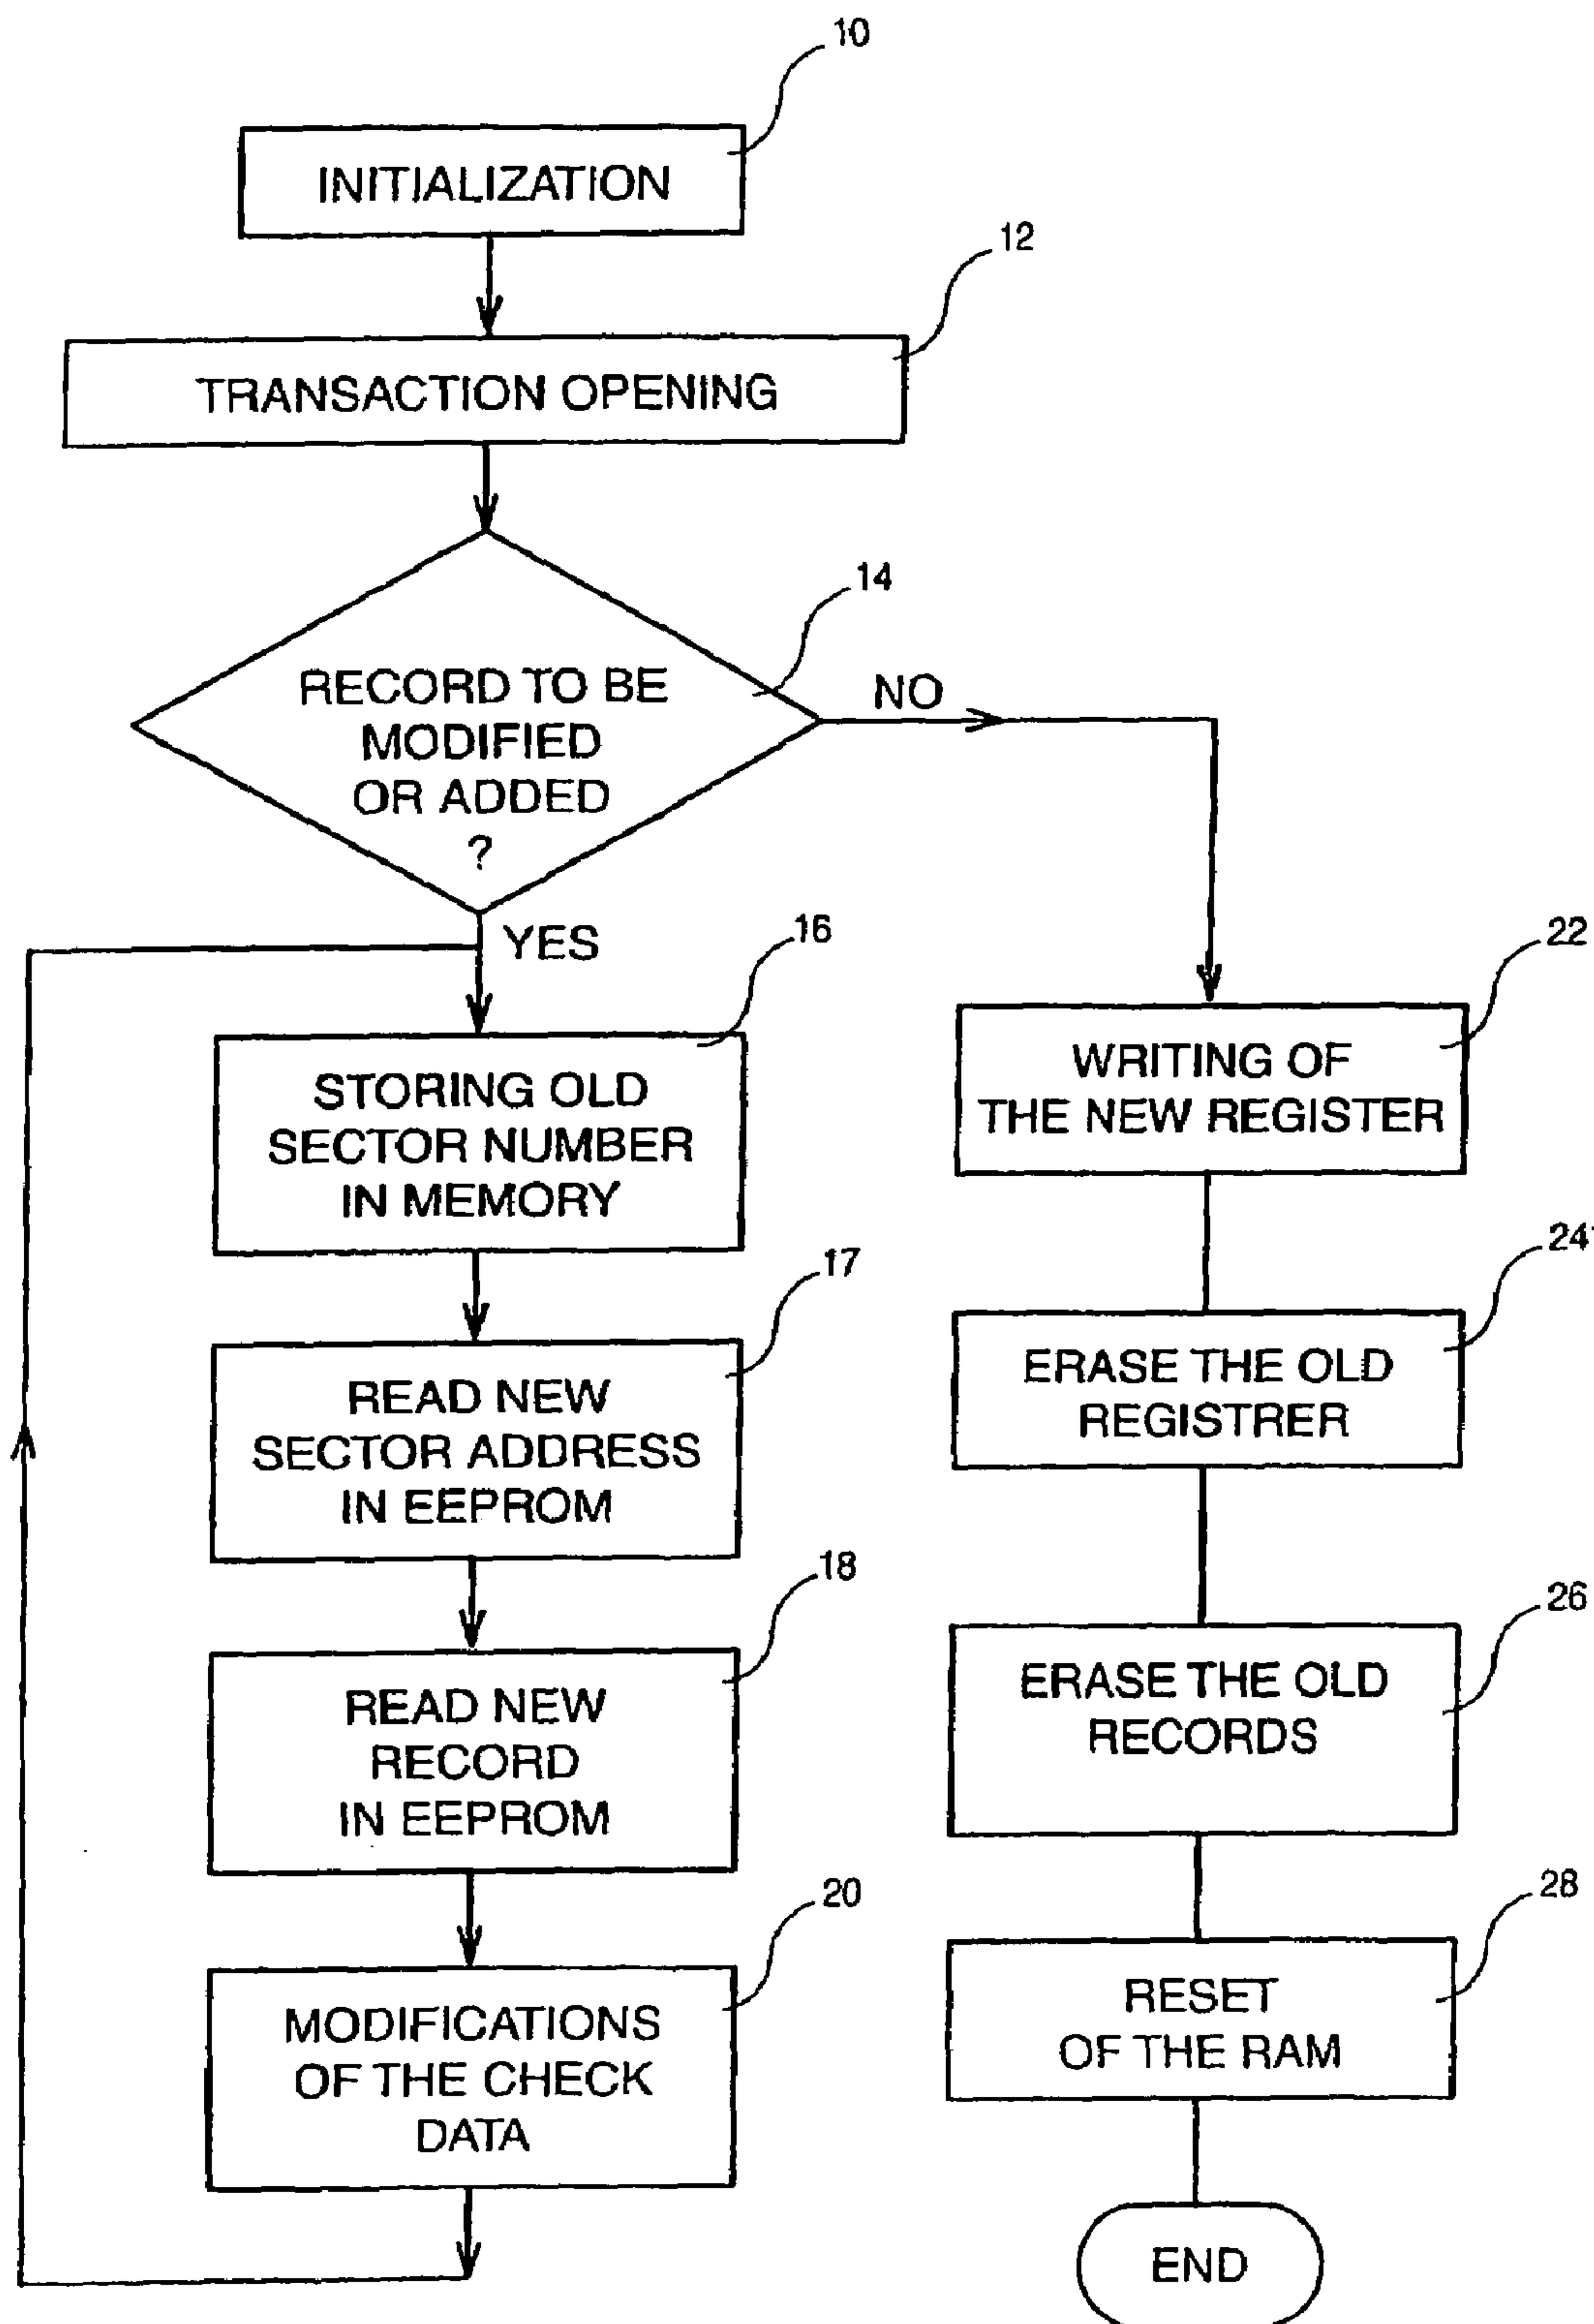 10
INITIALIZATION
12
TRANSACTION OPENING
14
RECORD TO BE
MODIFIED
OR ADDED
?
NO
YES
16
STORING OLD
SECTOR NUMBER
IN MEMORY
17
READ NEW
SECTOR ADDRESS
IN EEPROM
18
READ NEW
RECORD
IN EEPROM
20
MODIFICATIONS
OF THE CHECK
DATA
22
WRITING OF
THE NEW REGISTER
24
ERASE THE OLD
REGISTRER
26
ERASE THE OLD
RECORDS
28
RESET
OF THE RAM
END